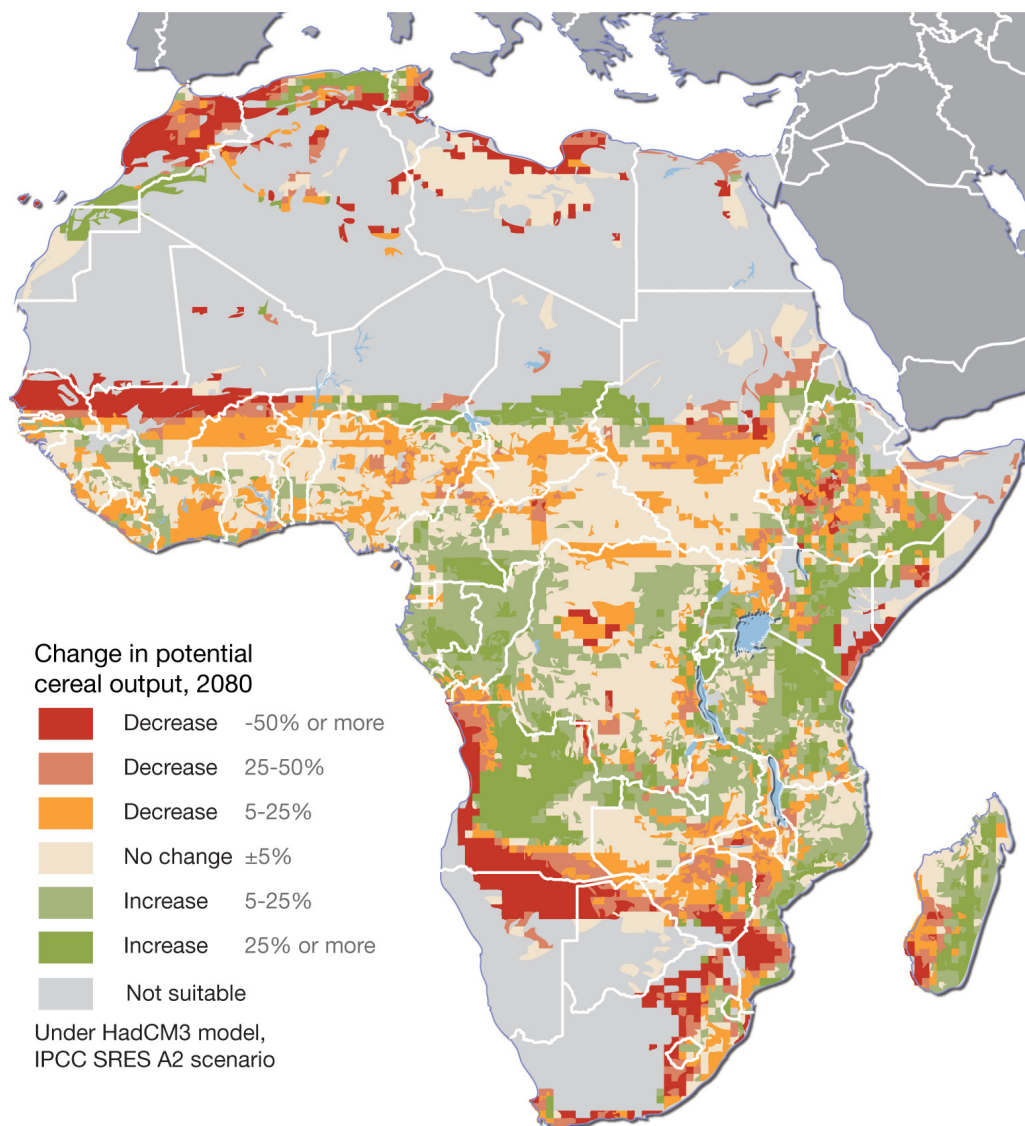 Change in potential
cereal output, 2080
Decrease -50% or more
Decrease 25-50%
Decrease 5-25%
No change ±5%
Increase 5-25%
Increase 25% or more
Not suitable
Under HadCM3 model,
IPCC SRES A2 scenario